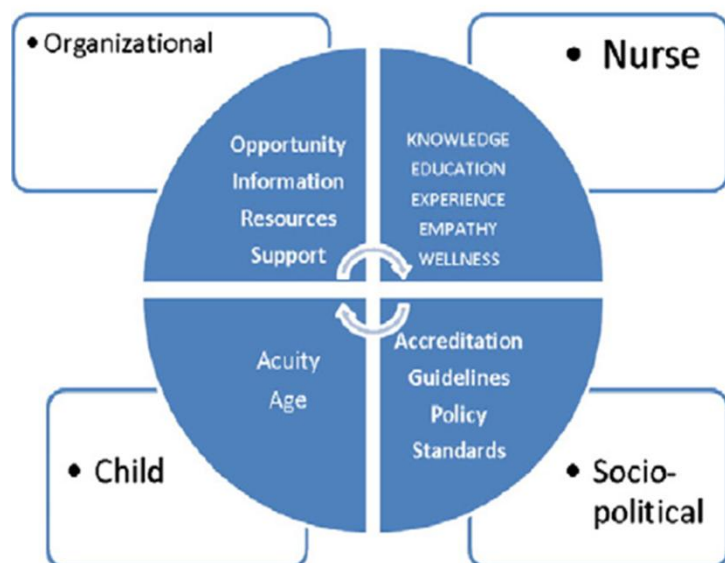 • Organizational
• Nurse
Opportunity
Information
Resources
Support
KNOWLEDGE
EDUCATION
EXPERIENCE
EMPATHY
WELLNESS
Acuity
Age
Accreditation
Guidelines
Policy
Standards
• Child
• Socio-
political